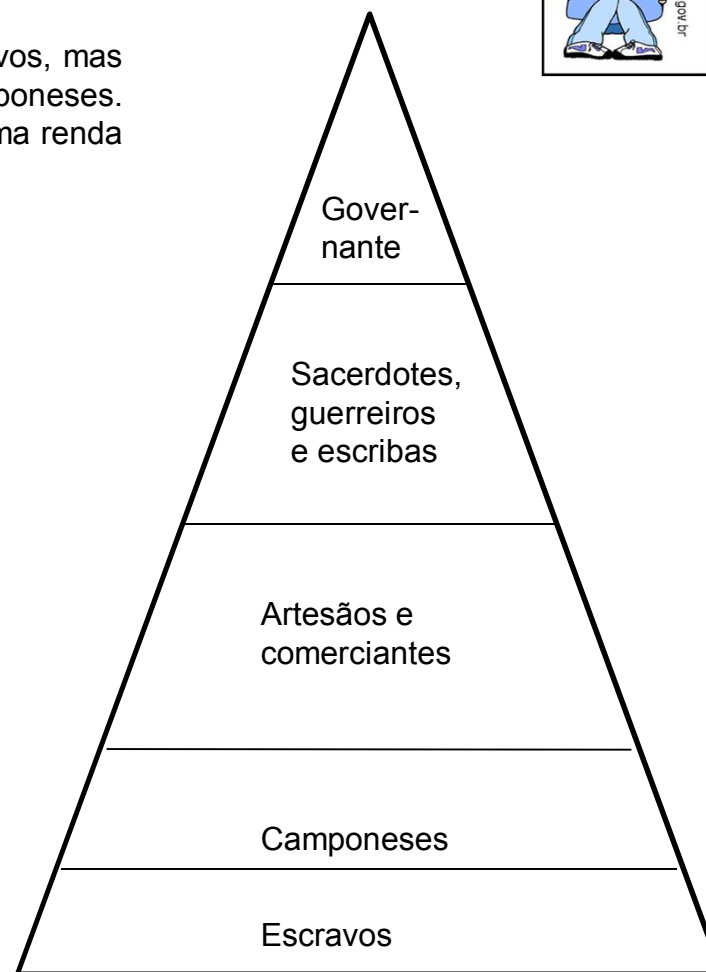 vos, mas
poneses.
ma renda
gov.br
Gover-
nante
Sacerdotes,
guerreiros
e escribas
Artesãos e
comerciantes
Camponeses
Escravos